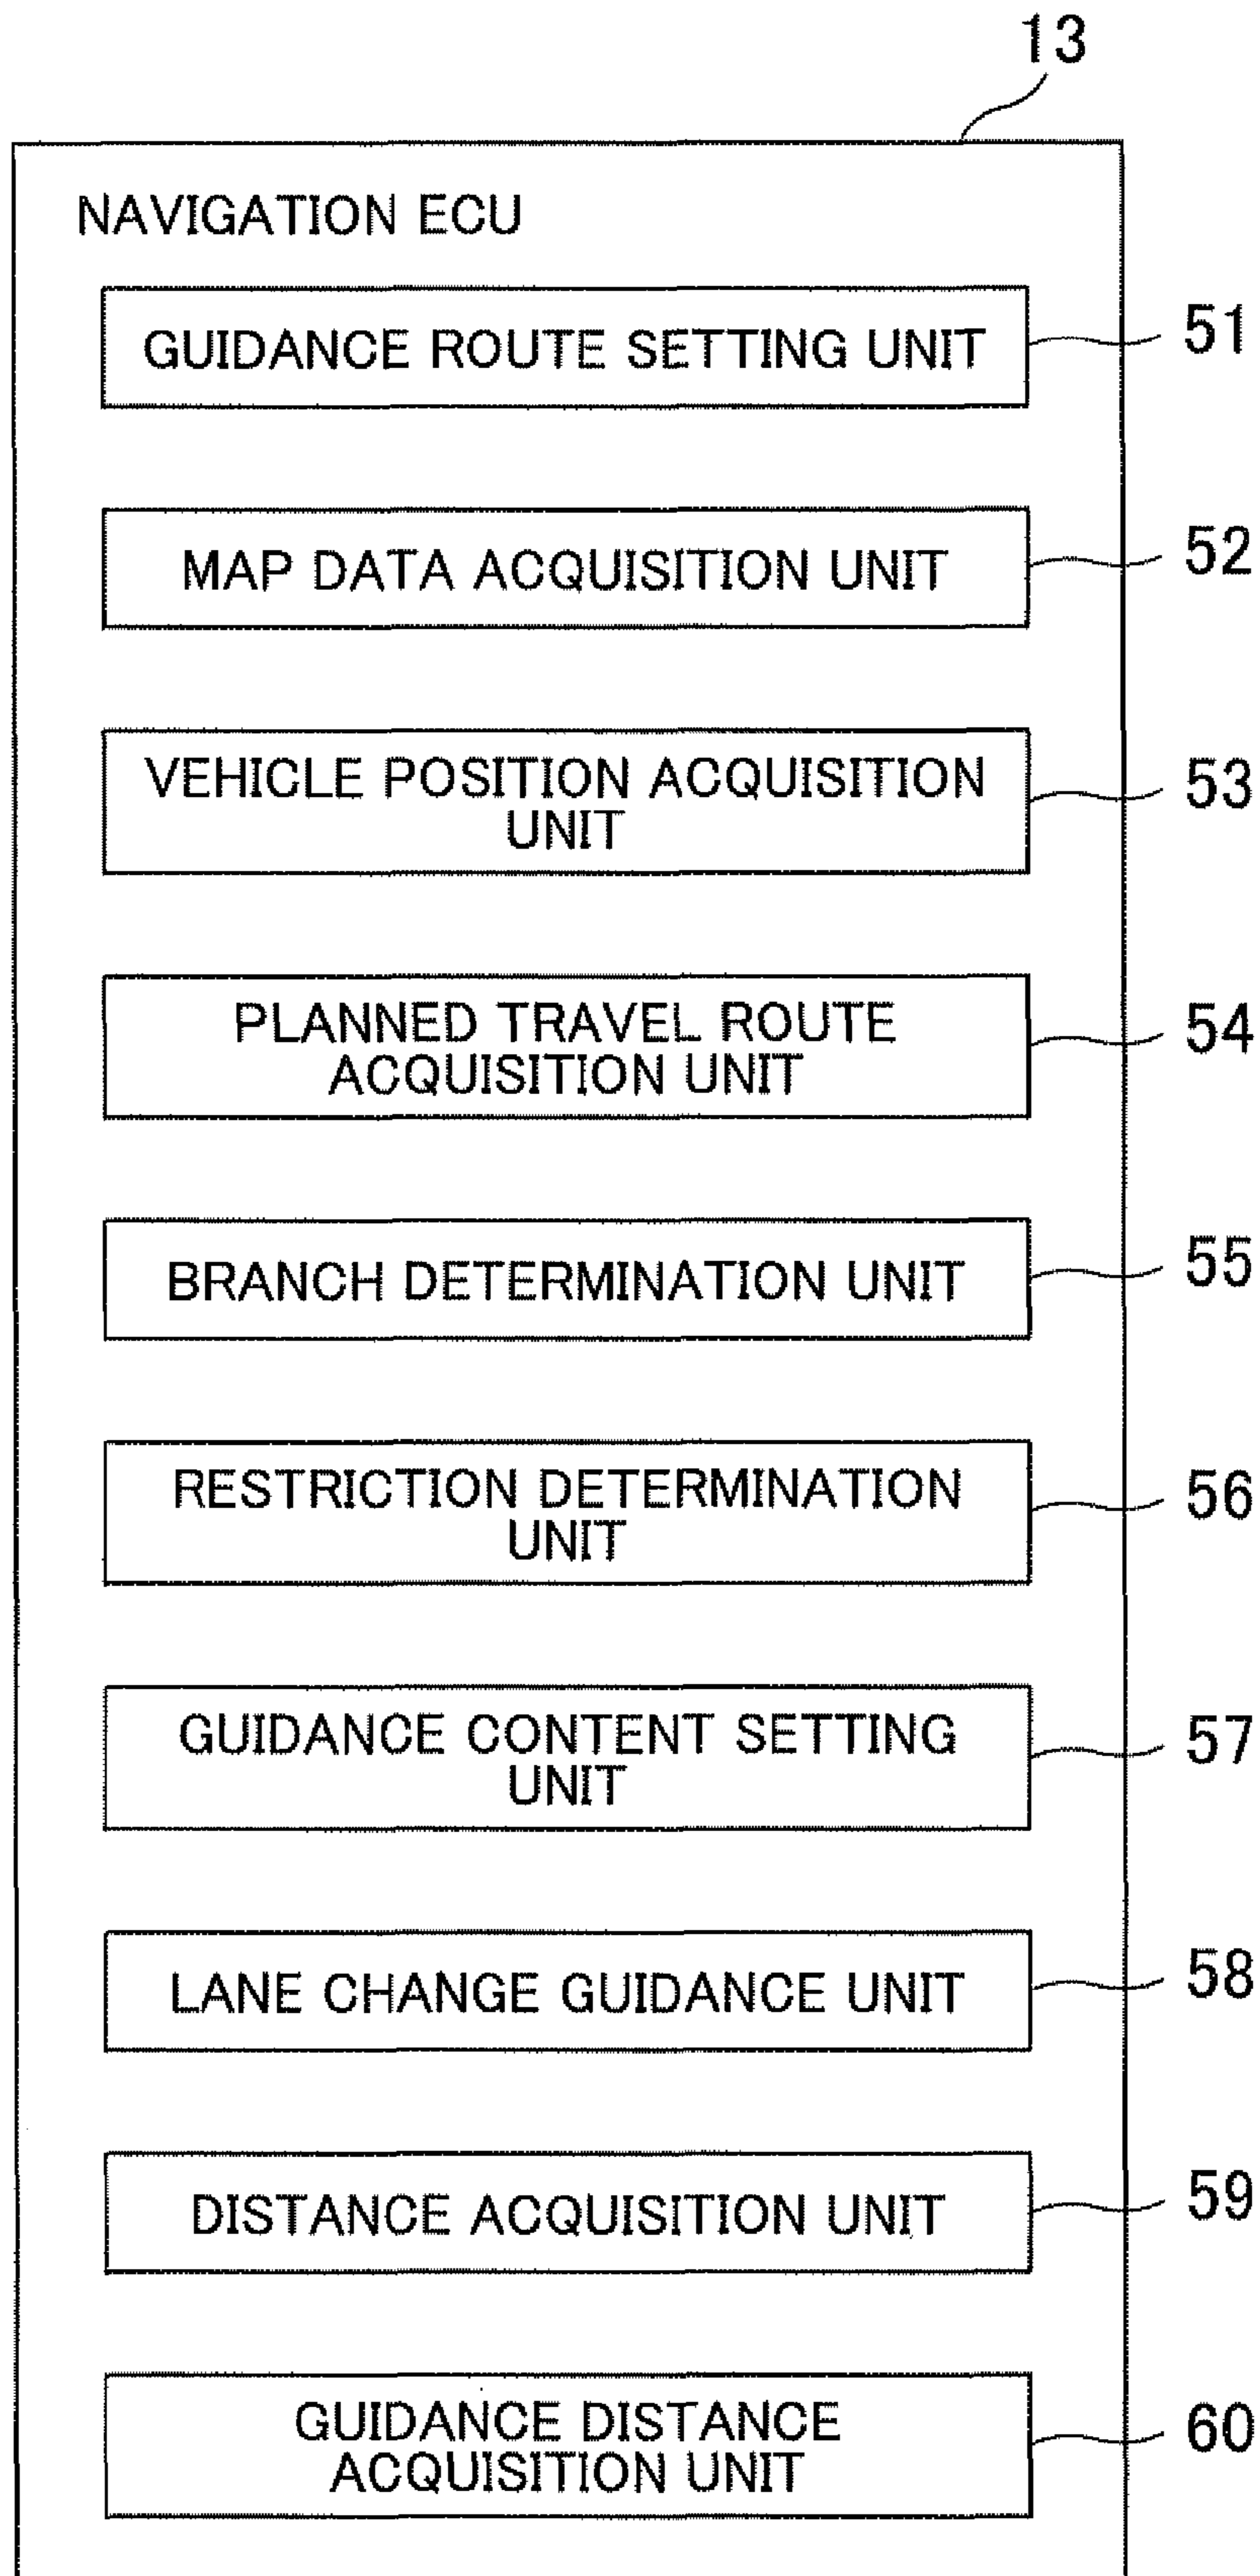 13
NAVIGATION ECU
GUIDANCE ROUTE SETTING UNIT
51
MAP DATA ACQUISITION UNIT
52
VEHICLE POSITION ACQUISITION
UNIT
53
PLANNED TRAVEL ROUTE
ACQUISITION UNIT
54
BRANCH DETERMINATION UNIT
55
RESTRICTION DETERMINATION
UNIT
56
GUIDANCE CONTENT SETTING
UNIT
57
LANE CHANGE GUIDANCE UNIT
58
DISTANCE ACQUISITION UNIT
59
GUIDANCE DISTANCE
ACQUISITION UNIT
60